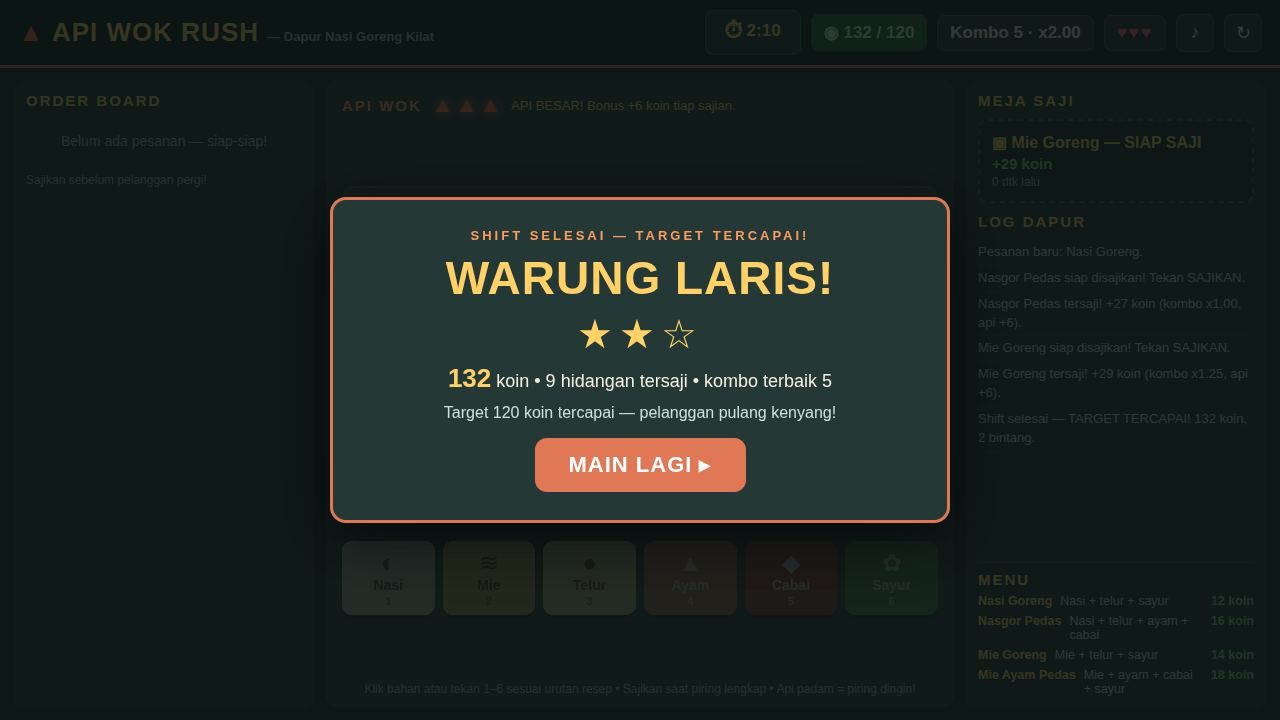 ▲ API WOK RUSH — Dapur Nasi Goreng Kilat
⏱ 2:10
◉ 132 / 120
Kombo 5 · x2.00
♥♥♥
♪
↻
ORDER BOARD
Belum ada pesanan — siap-siap!
Sajikan sebelum pelanggan pergi!
API WOK ▲ ▲ ▲ API BESAR! Bonus +6 koin tiap sajian.
SHIFT SELESAI — TARGET TERCAPAI!
WARUNG LARIS!
★ ★ ☆
132 koin • 9 hidangan tersaji • kombo terbaik 5
Target 120 koin tercapai — pelanggan pulang kenyang!
MAIN LAGI ▸
Nasi
1
≋
Mie
2
●
Telur
3
▲
Ayam
4
◆
Cabai
5
✿
Sayur
6
Klik bahan atau tekan 1–6 sesuai urutan resep • Sajikan saat piring lengkap • Api padam = piring dingin!
MEJA SAJI
▣ Mie Goreng — SIAP SAJI
+29 koin
0 dtk lalu
LOG DAPUR
Pesanan baru: Nasi Goreng.
Nasgor Pedas siap disajikan! Tekan SAJIKAN.
Nasgor Pedas tersaji! +27 koin (kombo x1.00,
api +6).
Mie Goreng siap disajikan! Tekan SAJIKAN.
Mie Goreng tersaji! +29 koin (kombo x1.25, api
+6).
Shift selesai — TARGET TERCAPAI! 132 koin,
2 bintang.
MENU
Nasi Goreng Nasi + telur + sayur 12 koin
Nasgor Pedas Nasi + telur + ayam + 16 koin
cabai
Mie Goreng Mie + telur + sayur 14 koin
Mie Ayam Pedas Mie + ayam + cabai 18 koin
+ sayur